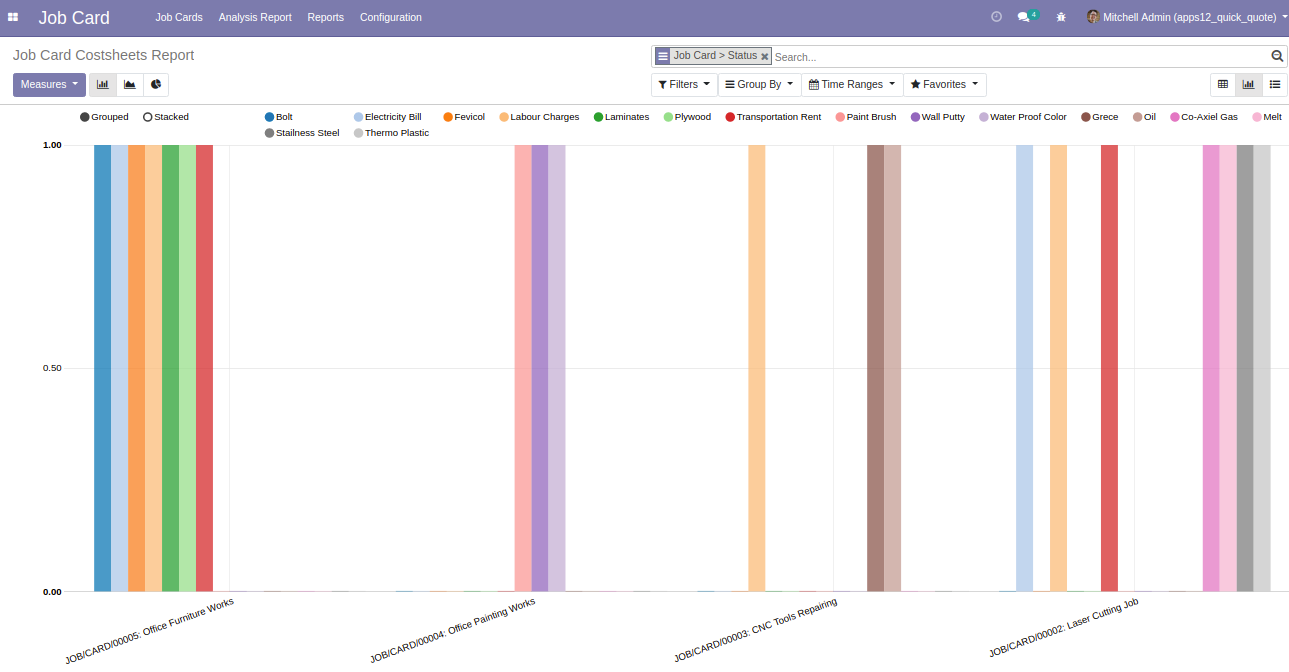 Job Card Job Cards Analysis Report Reports Configuration 4 Mitchell Admin (apps12_quick_quote)
Job Card Costsheets Report Job Card > Status Search...
Measures Filters Group By Time Ranges Favorites
Grouped Stacked Bolt Electricity Bill Fevicol Labour Charges Laminates Plywood Transportation Rent Paint Brush Wall Putty Water Proof Color Grece Oil Co-Axiel Gas Melt
Stailness Steel Thermo Plastic
1.00
0.50
0.00
JOB/CARD/00005: Office Furniture Works
JOB/CARD/00004: Office Painting Works
JOB/CARD/00003: CNC Tools Repairing
JOB/CARD/00002: Laser Cutting Job